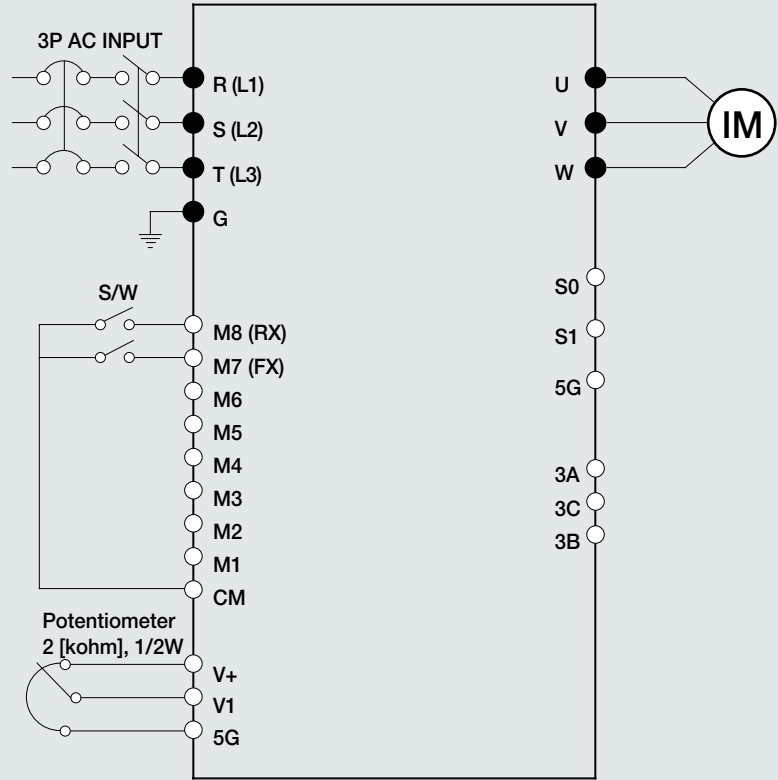 3P AC INPUT
R (L1)
S (L2)
T (L3)
G
U
V
W
IM
S/W
M8 (RX)
M7 (FX)
M6
M5
M4
M3
M2
M1
CM
S0
S1
5G
3A
3C
3B
Potentiometer
2 [kohm], 1/2W
V+
V1
5G